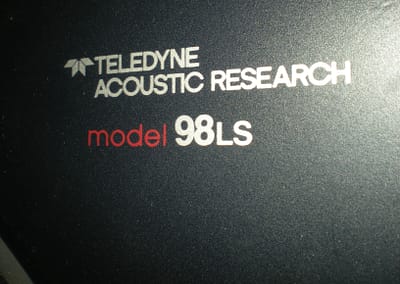 TELEDYNE
ACOUSTIC RESEARCH
model 98LS